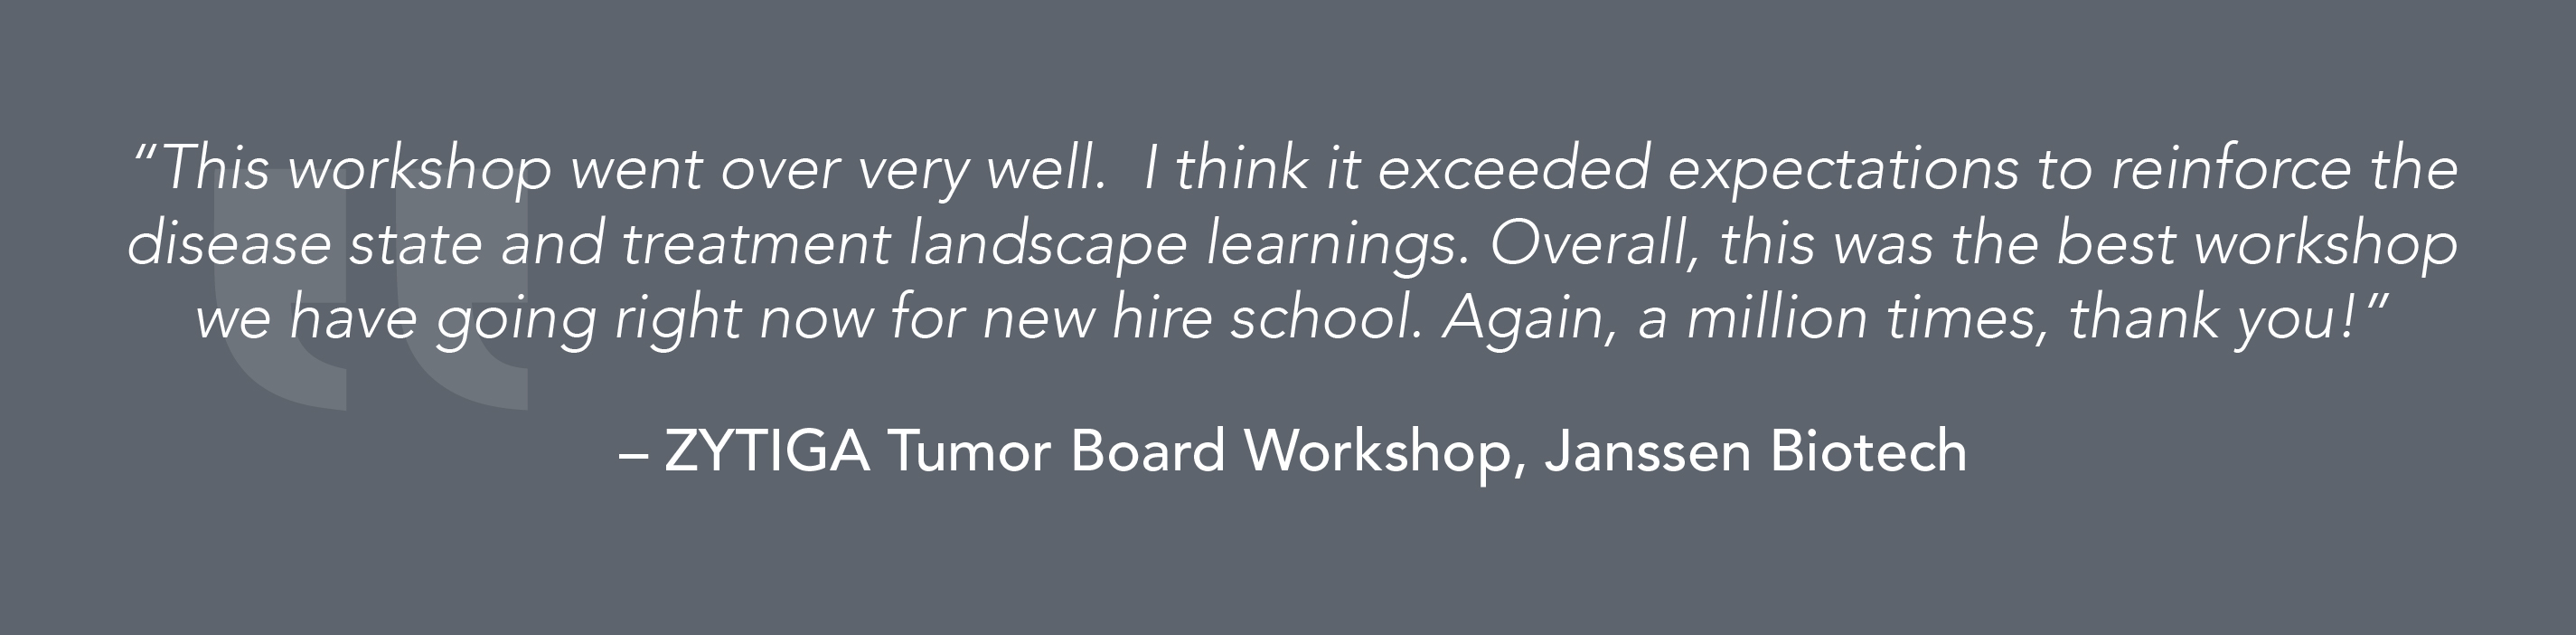 “This workshop went over very well.  I think it exceeded expectations to reinforce the
disease state and treatment landscape learnings. Overall, this was the best workshop
we have going right now for new hire school. Again, a million times, thank you!”
– ZYTIGA Tumor Board Workshop, Janssen Biotech